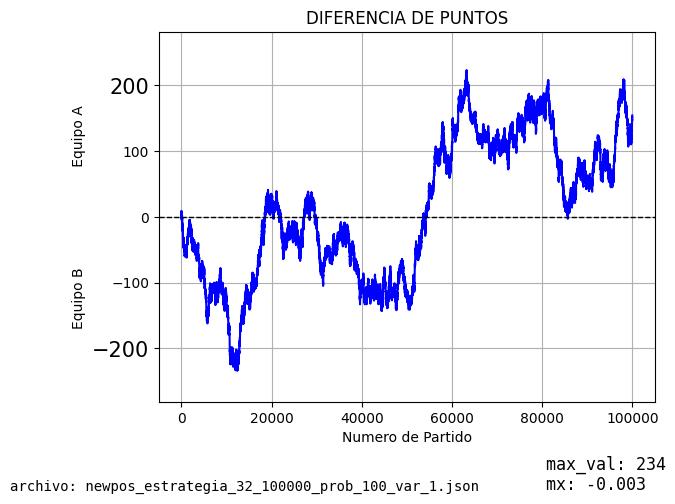 DIFERENCIA DE PUNTOS
200
100
0
−100
−200
Equipo A
Equipo B
0 20000 40000 60000 80000 100000
Numero de Partido
max_val: 234
archivo: newpos_estrategia_32_100000_prob_100_var_1.json
mx: -0.003